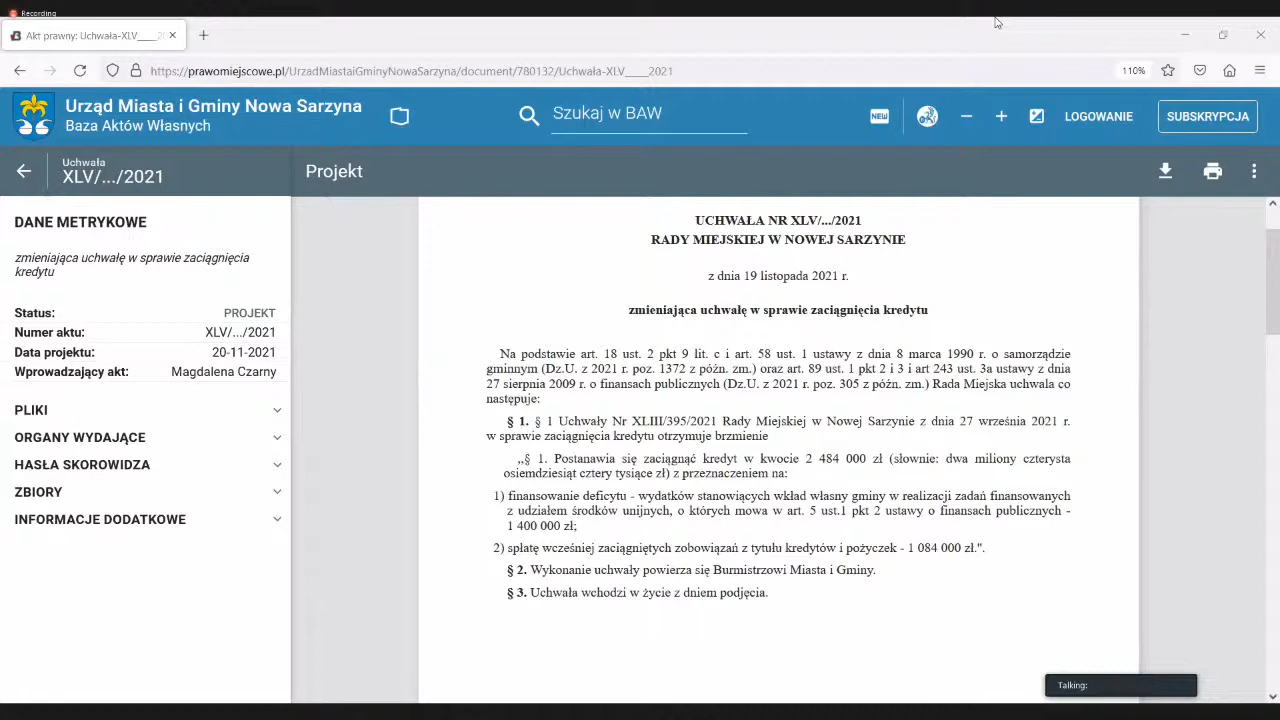 Recording
Akt prawny: Uchwała-XLV____20
https://prawomiejscowe.pl/UrzadMiastaiGminyNowaSarzyna/document/780132/Uchwała-XLV____2021
110%
Urząd Miasta i Gminy Nowa Sarzyna
Baza Aktów Własnych
Szukaj w BAW
NEW
LOGOWANIE
SUBSKRYPCJA
Uchwała
XLV/.../2021
Projekt
DANE METRYKOWE
zmieniająca uchwałę w sprawie zaciągnięcia
kredytu
Status: PROJEKT
Numer aktu: XLV/.../2021
Data projektu: 20-11-2021
Wprowadzający akt: Magdalena Czarny
PLIKI
ORGANY WYDAJĄCE
HASŁA SKOROWIDZA
ZBIORY
INFORMACJE DODATKOWE
UCHWAŁA NR XLV/.../2021
RADY MIEJSKIEJ W NOWEJ SARZYNIE
z dnia 19 listopada 2021 r.
zmieniająca uchwałę w sprawie zaciągnięcia kredytu
Na podstawie art. 18 ust. 2 pkt 9 lit. c i art. 58 ust. 1 ustawy z dnia 8 marca 1990 r. o samorządzie
gminnym (Dz.U. z 2021 r. poz. 1372 z późn. zm.) oraz art. 89 ust. 1 pkt 2 i 3 i art 243 ust. 3a ustawy z dnia
27 sierpnia 2009 r. o finansach publicznych (Dz.U. z 2021 r. poz. 305 z późn. zm.) Rada Miejska uchwala co
następuje:
§ 1. § 1 Uchwały Nr XLIII/395/2021 Rady Miejskiej w Nowej Sarzynie z dnia 27 września 2021 r.
w sprawie zaciągnięcia kredytu otrzymuje brzmienie
„§ 1. Postanawia się zaciągnąć kredyt w kwocie 2 484 000 zł (słownie: dwa miliony czterysta
osiemdziesiąt cztery tysiące zł) z przeznaczeniem na:
1) finansowanie deficytu - wydatków stanowiących wkład własny gminy w realizacji zadań finansowanych
z udziałem środków unijnych, o których mowa w art. 5 ust.1 pkt 2 ustawy o finansach publicznych -
1 400 000 zł;
2) spłatę wcześniej zaciągniętych zobowiązań z tytułu kredytów i pożyczek - 1 084 000 zł.".
§ 2. Wykonanie uchwały powierza się Burmistrzowi Miasta i Gminy.
§ 3. Uchwała wchodzi w życie z dniem podjęcia.
Talking: